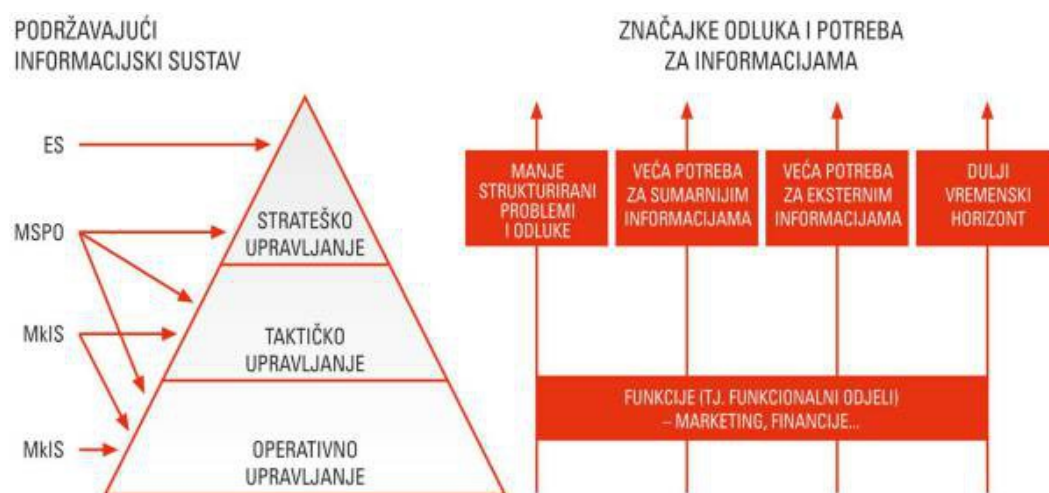 PODRŽAVAJUĆI
INFORMACIJSKI SUSTAV
ZNAČAJKE ODLUKA I POTREBA
ZA INFORMACIJAMA
ES
MSPO
MkIS
MkIS
STRATEŠKO
UPRAVLJANJE
TAKTIČKO
UPRAVLJANJE
OPERATIVNO
UPRAVLJANJE
MANJE
STRUKTURIRANI
PROBLEMI
I ODLUKE
VEĆA POTREBA
ZA SUMARNIJIM
INFORMACIJAMA
VEĆA POTREBA
ZA EKSTERNIM
INFORMACIJAMA
DULJI
VREMENSKI
HORIZONT
FUNKCIJE (TJ. FUNKCIONALNI ODJELI)
– MARKETING, FINANCIJE...